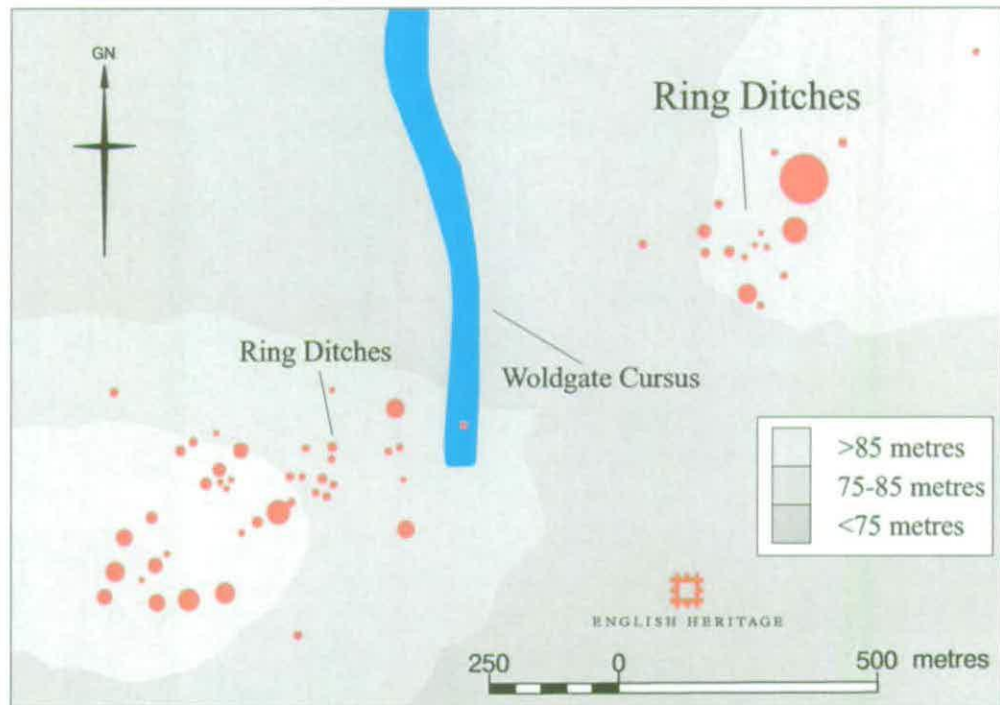 GN
Ring Ditches
Ring Ditches
Woldgate Cursus
>85 metres
75-85 metres
<75 metres
ENGLISH HERITAGE
250 0 500 metres